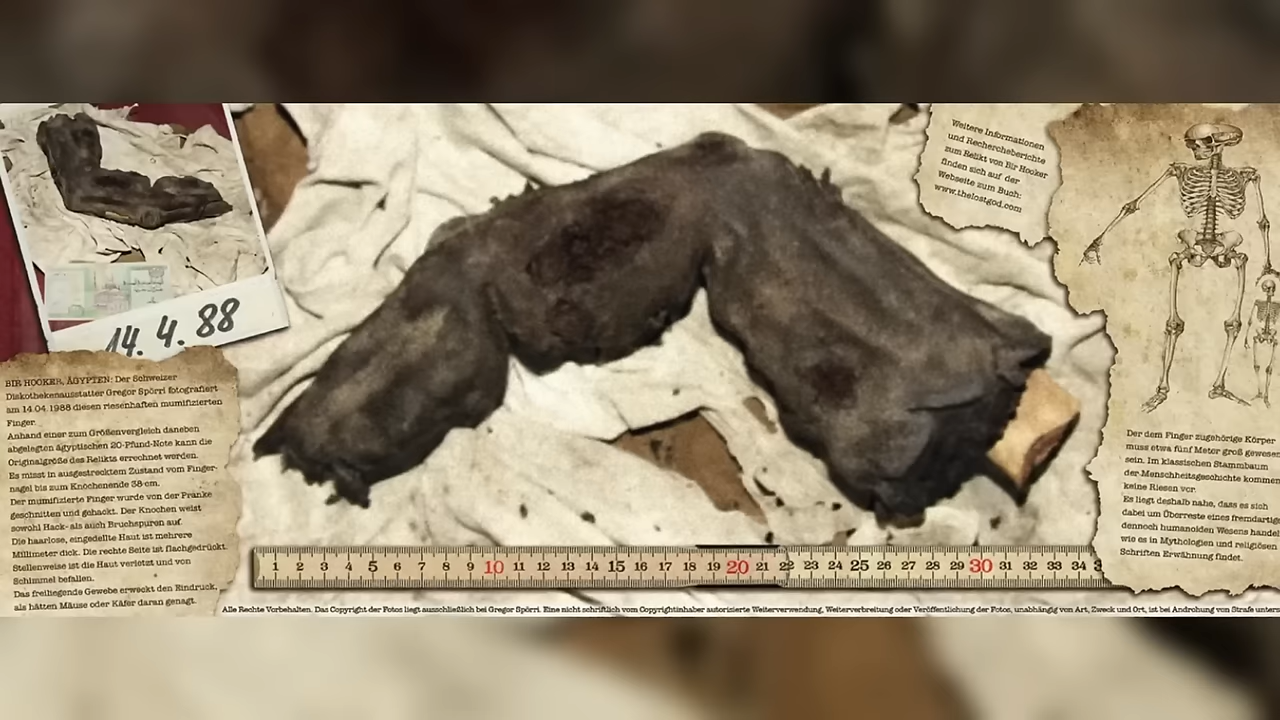 14. 4. 88
BIR HOOKER, ÄGYPTEN: Der Schweizer
Diskothekenausstatter Gregor Spörri fotografiert
am 14.04.1988 diesen riesenhaften mumifizierten
Finger.
Anhand einer zum Größenvergleich daneben
abgelegten ägyptischen 20-Pfund-Note kann die
Originalgröße des Relikts errechnet werden.
Es misst in ausgestrecktem Zustand vom Finger-
nagel bis zum Knochenende 38 cm.
Der mumifizierte Finger wurde von der Pranke
geschnitten und gehackt. Der Knochen weist
sowohl Hack- als auch Bruchspuren auf.
Die haarlose, eingedellte Haut ist mehrere
Millimeter dick. Die rechte Seite ist flachgedrückt.
Stellenweise ist die Haut verletzt und von
Schimmel befallen.
Das freiliegende Gewebe erweckt den Eindruck,
als hätten Mäuse oder Käfer daran genagt.
Weitere Informationen
und Rechercheberichte
zum Relikt von Bir Hooker
finden sich auf der
Webseite zum Buch:
www.thelostgod.com
Der dem Finger zugehörige Körper
muss etwa fünf Meter groß gewesen
sein. Im klassischen Stammbaum
der Menschheitsgeschichte kommen
keine Riesen vor.
Es liegt deshalb nahe, dass es sich
dabei um Überreste eines fremdartigen
dennoch humanoiden Wesens handel
wie es in Mythologien und religiösen
Schriften Erwähnung findet.
1 2 3 4 5 6 7 8 9 10 11 12 13 14 15 16 17 18 19 20 21 22 23 24 25 26 27 28 29 30 31 32 33 34
Alle Rechte Vorbehalten. Das Copyright der Fotos liegt ausschließlich bei Gregor Spörri. Eine nicht schriftlich vom Copyrightinhaber autorisierte Weiterverwendung, Weiterverbreitung oder Veröffentlichung der Fotos, unabhängig von Art, Zweck und Ort, ist bei Androhung von Strafe unters